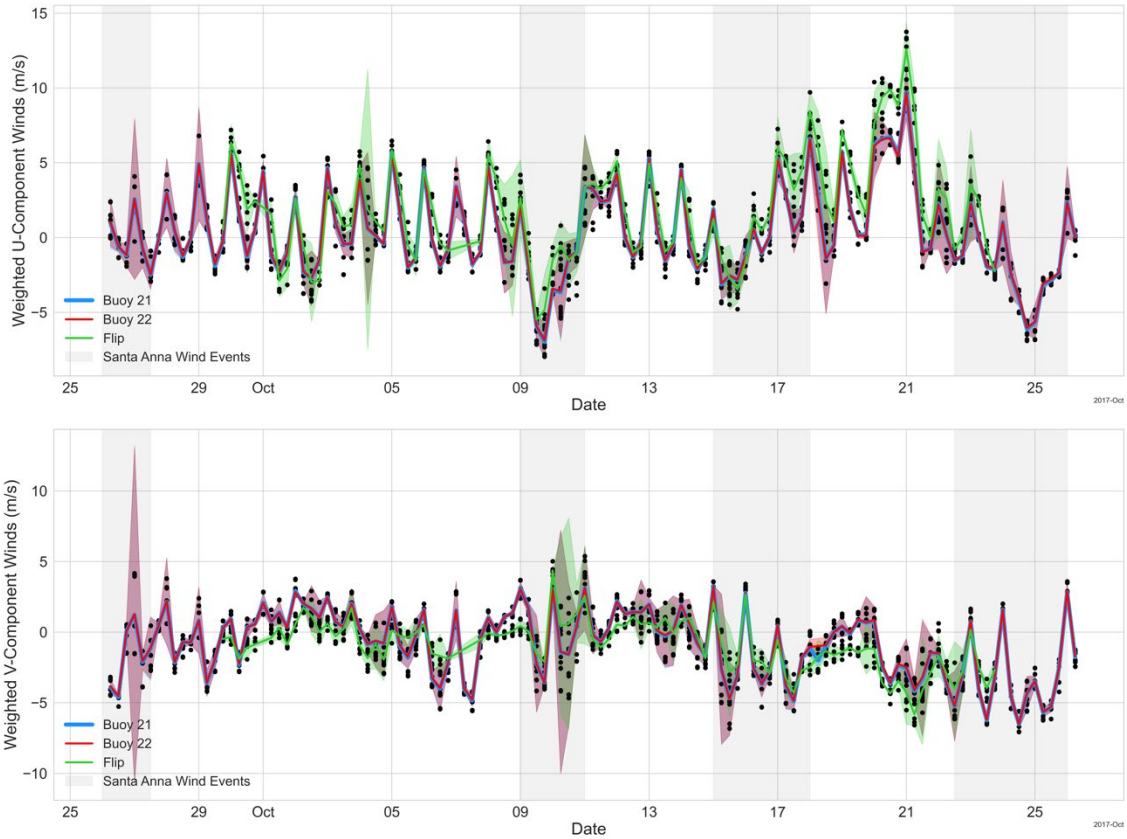 Weighted U-Component Winds (m/s)
15
10
5
0
−5
Buoy 21
Buoy 22
Flip
Santa Anna Wind Events
25 29 Oct 05 09 13 17 21 25
Date
2017-Oct
Weighted V-Component Winds (m/s)
10
5
0
−5
−10
Buoy 21
Buoy 22
Flip
Santa Anna Wind Events
25 29 Oct 05 09 13 17 21 25
Date
2017-Oct